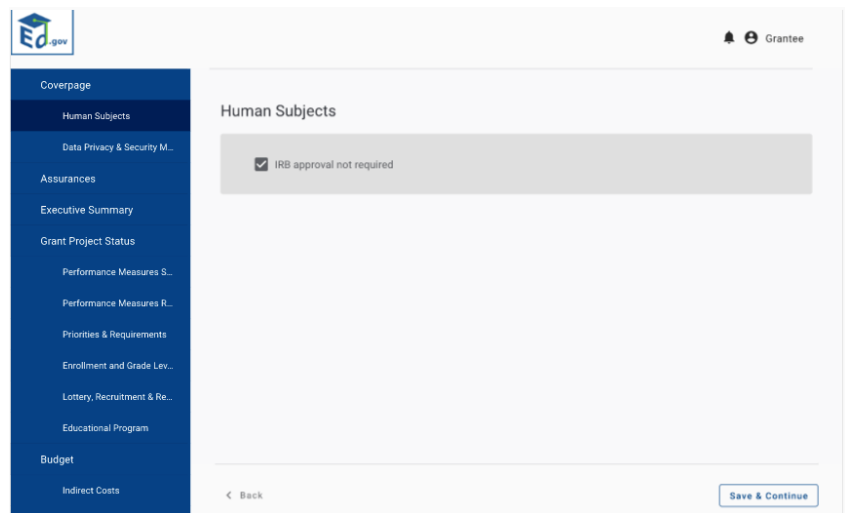 Ed.gov
Grantee
Coverpage
Human Subjects
Data Privacy & Security M...
Assurances
Executive Summary
Grant Project Status
Performance Measures S...
Performance Measures R...
Priorities & Requirements
Enrollment and Grade Lev...
Lottery, Recruitment & Re...
Educational Program
Budget
Indirect Costs
Human Subjects
IRB approval not required
Back
Save & Continue